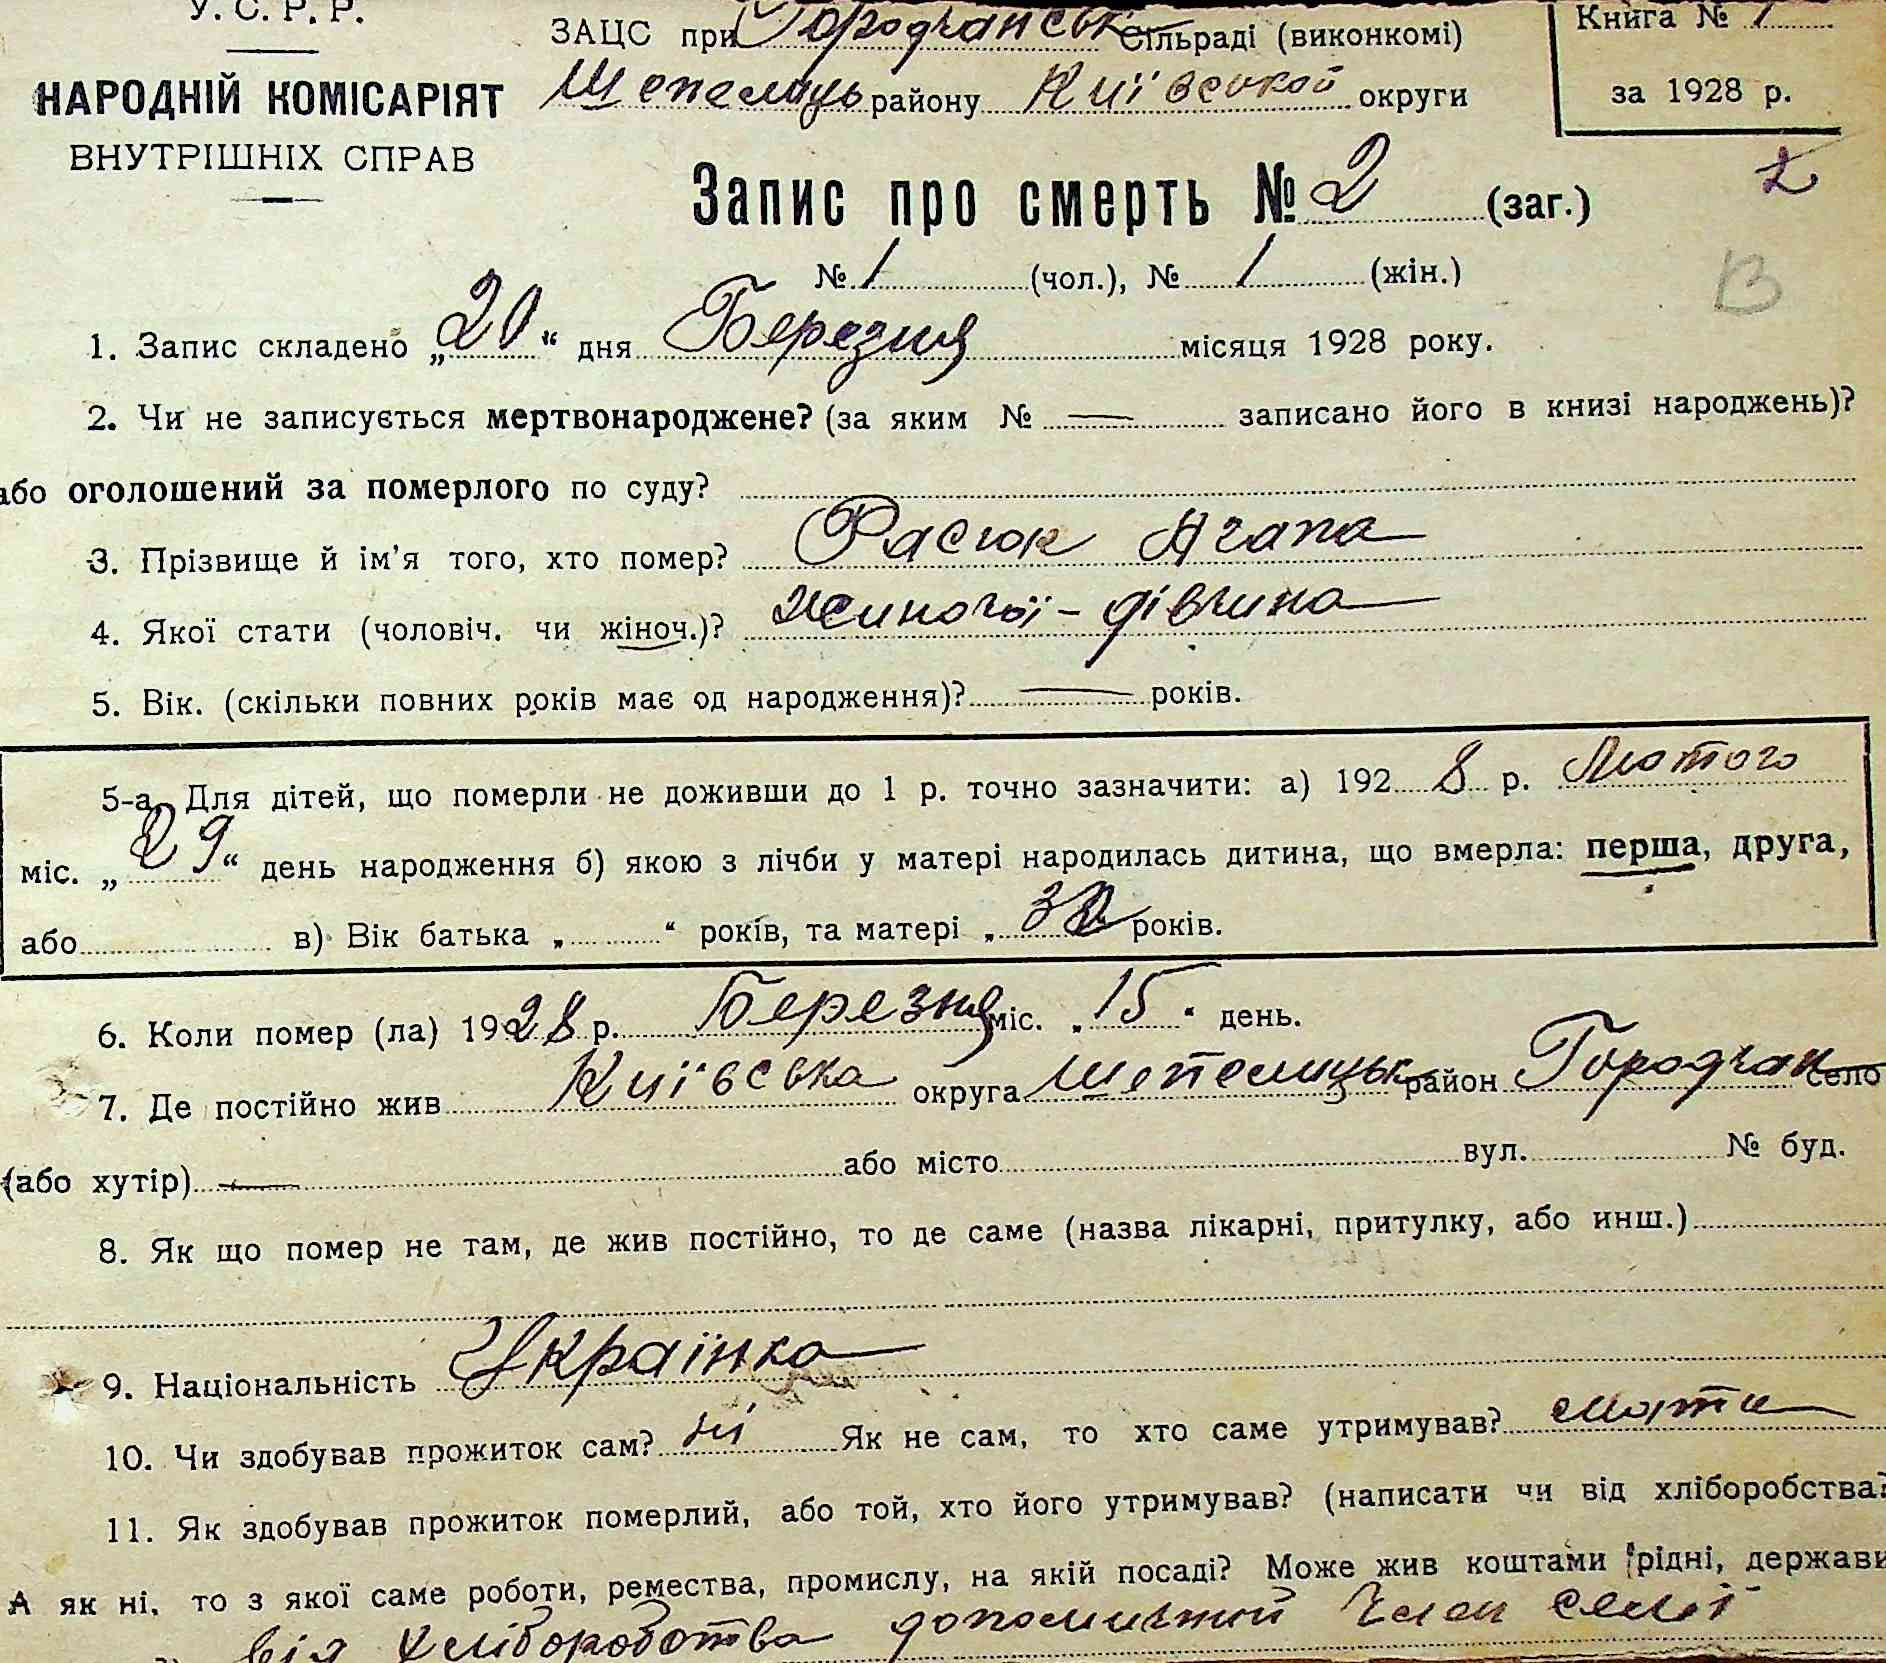 У. С. Р. Р.
НАРОДНІЙ КОМІСАРІЯТ
ВНУТРІШНІХ СПРАВ
ЗАЦС при Городчанськ Сільраді (виконкомі)
Шепелиць району Київської округи
Книга № 1
за 1928 р.
Запис про смерть № 2 (заг.)
2
№ 1 (чол.), № 1 (жін.)
В
1. Запис складено „20“ дня Березня місяця 1928 року.
2. Чи не записується мертвонароджене? (за яким № — записано його в книзі народжень)?
або оголошений за померлого по суду?
3. Прізвище й ім'я того, хто помер? Расюк Агапа
4. Якої стати (чоловіч. чи жіноч.)? Жиночої - дівчина
5. Вік. (скільки повних років має од народження)? — років.
5-а. Для дітей, що померли не доживши до 1 р. точно зазначити: а) 1928 р. Лютого
міс. „29“ день народження б) якою з лічби у матері народилась дитина, що вмерла: перша, друга,
або в) Вік батька „ “ років, та матері „ років.
6. Коли помер (ла) 1928 р. Березня міс. „15“ день.
7. Де постійно жив Київська округа Шепелицьк район Городчан село
(або хутір) — або місто вул. № буд.
8. Як що помер не там, де жив постійно, то де саме (назва лікарні, притулку, або инш.)
9. Національність Українка
10. Чи здобував прожиток сам? ні Як не сам, то хто саме утримував? мати
11. Як здобував прожиток померлий, або той, хто його утримував? (написати чи від хліборобства?
А як ні, то з якої саме роботи, ремества, промислу, на якій посаді? Може жив коштами рідні, держави
від хліборобства допомічний член семї